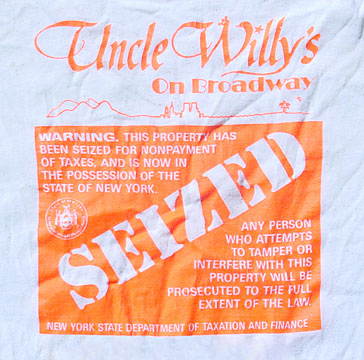 Uncle Willy's
On Broadway
WARNING. THIS PROPERTY HAS
BEEN SEIZED FOR NONPAYMENT
OF TAXES, AND IS NOW IN
THE POSSESSION OF THE
STATE OF NEW YORK.
SEIZED
ANY PERSON
WHO ATTEMPTS
TO TAMPER OR
INTERFERE WITH THIS
PROPERTY WILL BE
PROSECUTED TO THE FULL
EXTENT OF THE LAW.
NEW YORK STATE DEPARTMENT OF TAXATION AND FINANCE